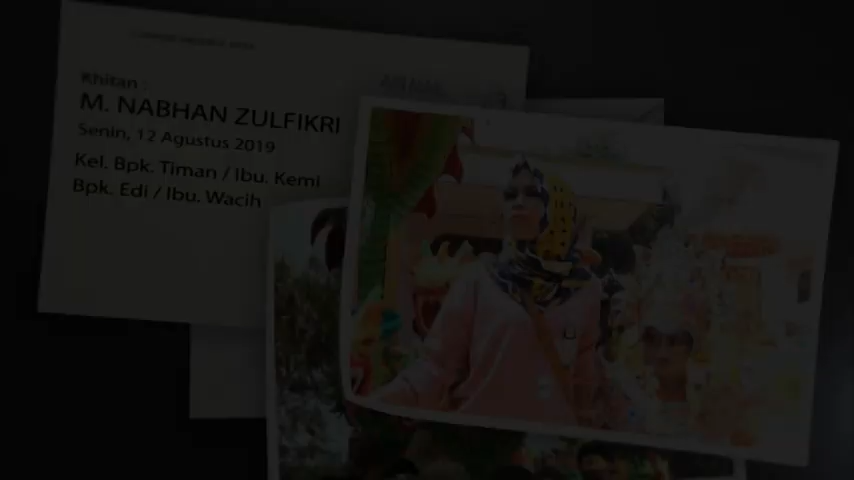 Khitan :
M. NABHAN ZULFIKRI
Senin, 12 Agustus 2019
Kel. Bpk. Timan / Ibu. Kemi
Bpk. Edi / Ibu. Wacih